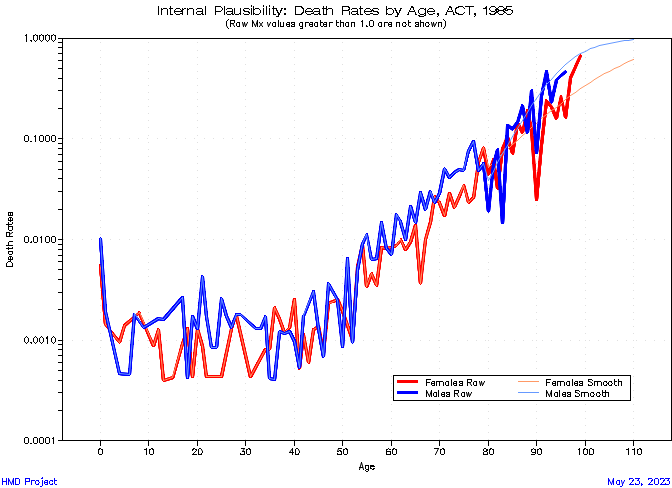 Internal Plausibility: Death Rates by Age, ACT, 1985
(Raw Mx values greater than 1.0 are not shown)
1.0000
0.1000
0.0100
0.0010
0.0001
Death Rates
0 10 20 30 40 50 60 70 80 90 100 110
Age
Females Raw Females Smooth
Males Raw Males Smooth
HMD Project May 23, 2023